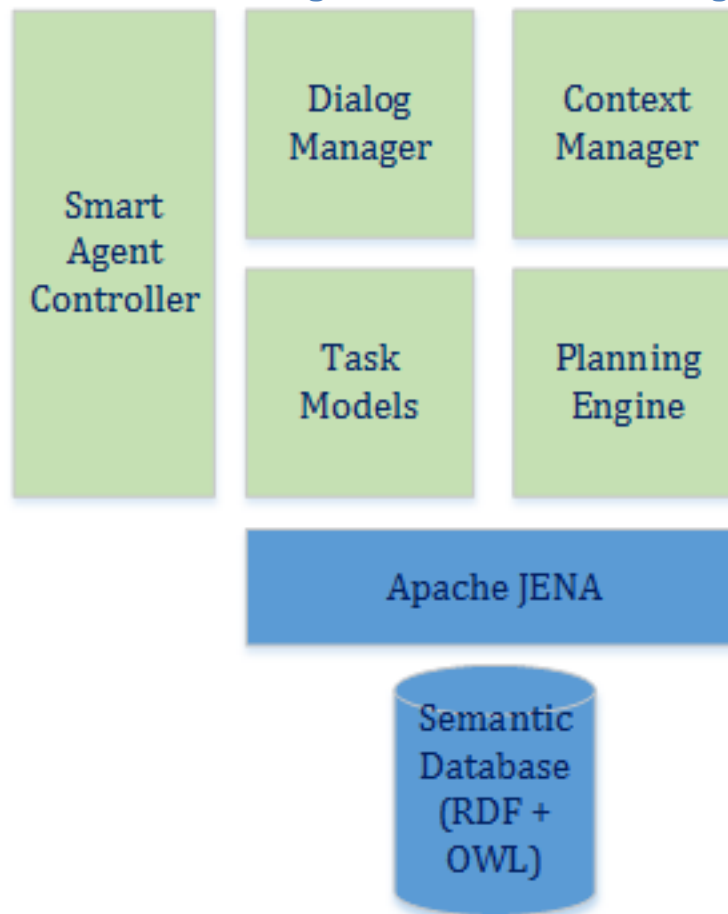 Smart
Agent
Controller
Dialog
Manager
Context
Manager
Task
Models
Planning
Engine
Apache JENA
Semantic
Database
(RDF +
OWL)